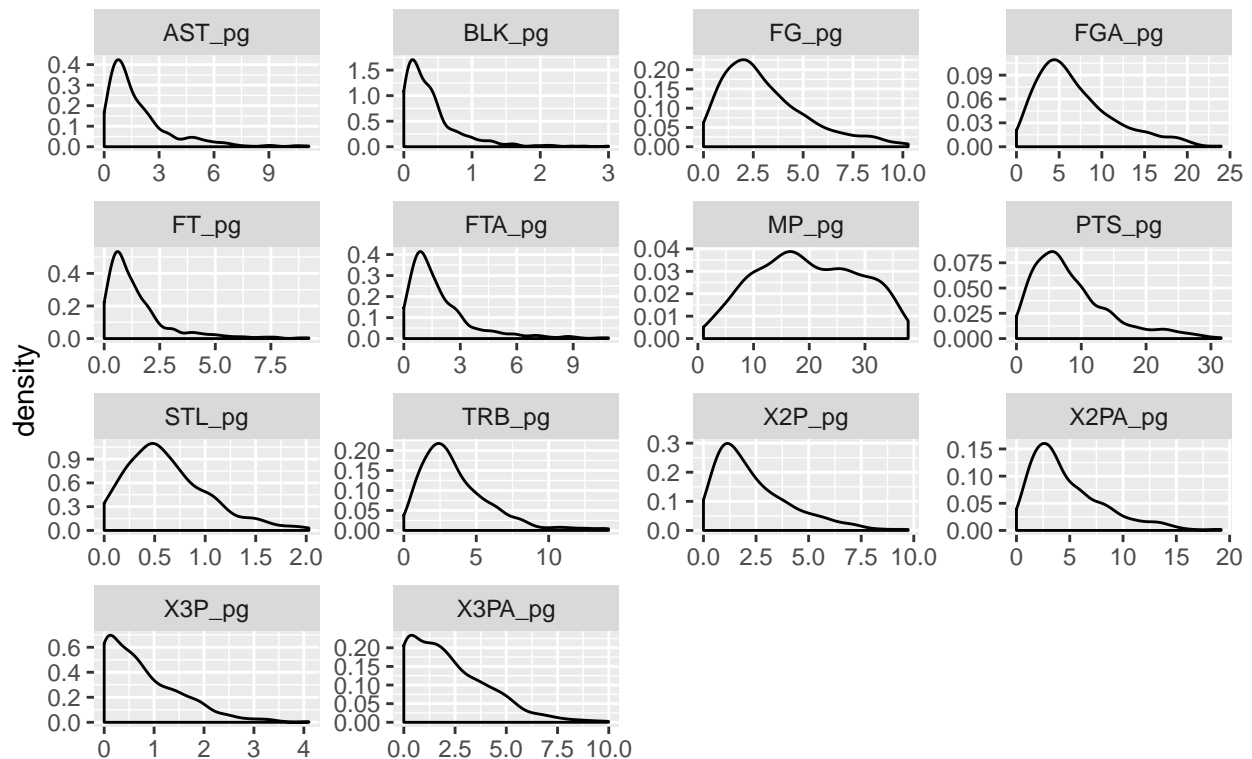 AST_pg BLK_pg FG_pg FGA_pg
0.4 0.3 0.2 0.1 0.0 1.5 1.0 0.5 0.0 0.20 0.15 0.10 0.05 0.00 0.09 0.06 0.03 0.00
0 3 6 9 0 1 2 3 0.0 2.5 5.0 7.5 10.0 0 5 10 15 20 25
FT_pg FTA_pg MP_pg PTS_pg
0.4 0.2 0.0 0.4 0.3 0.2 0.1 0.0 0.04 0.03 0.02 0.01 0.00 0.075 0.050 0.025 0.000
0.0 2.5 5.0 7.5 0 3 6 9 0 10 20 30 0 10 20 30
density
STL_pg TRB_pg X2P_pg X2PA_pg
0.9 0.6 0.3 0.0 0.20 0.15 0.10 0.05 0.00 0.3 0.2 0.1 0.0 0.15 0.10 0.05 0.00
0.0 0.5 1.0 1.5 2.0 0 5 10 0.0 2.5 5.0 7.5 10.0 0 5 10 15 20
X3P_pg X3PA_pg
0.6 0.4 0.2 0.0 0.20 0.15 0.10 0.05 0.00
0 1 2 3 4 0.0 2.5 5.0 7.5 10.0